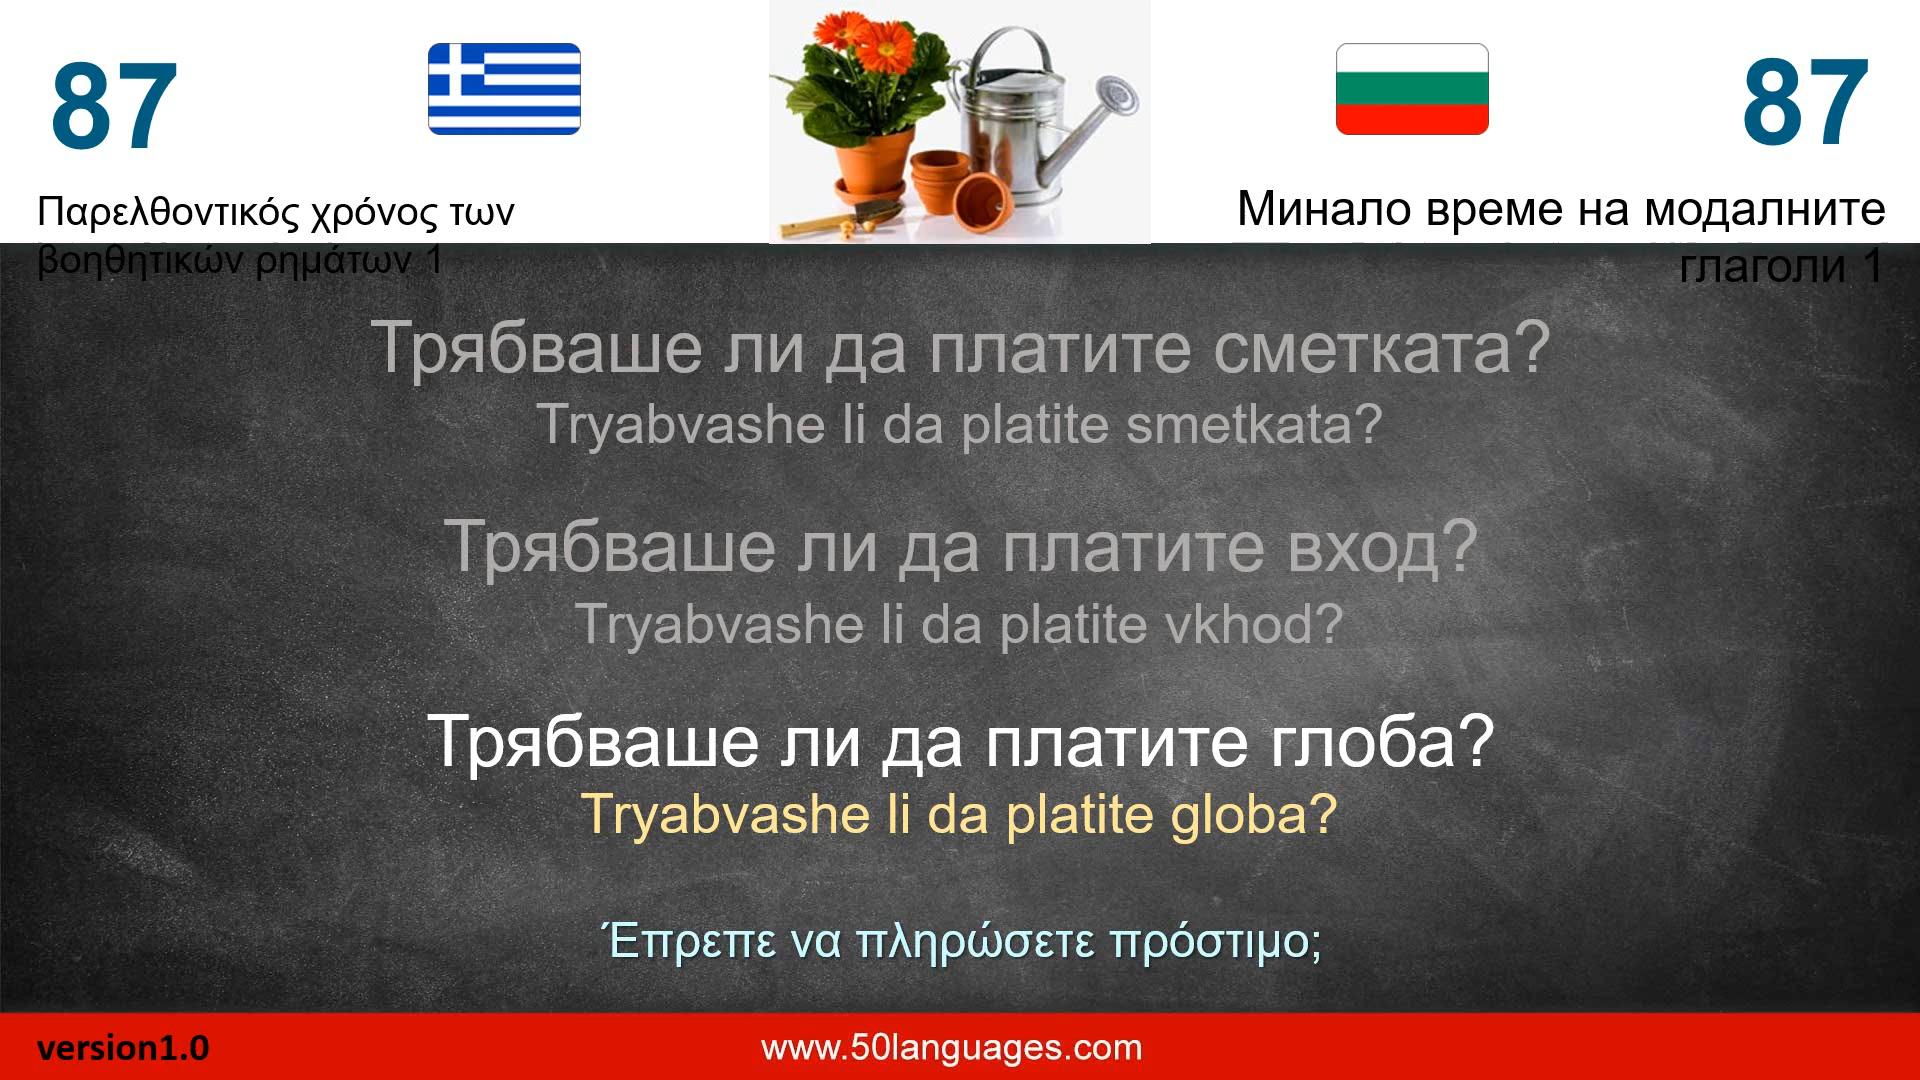 87
87
Παρελθοντικός χρόνος των
βοηθητικών ρημάτων 1
Минало време на модалните
глаголи 1
Трябваше ли да платите сметката?
Tryabvashe li da platite smetkata?
Трябваше ли да платите вход?
Tryabvashe li da platite vkhod?
Трябваше ли да платите глоба?
Tryabvashe li da platite globa?
Έπρεπε να πληρώσετε πρόστιμο;
version1.0
www.50languages.com